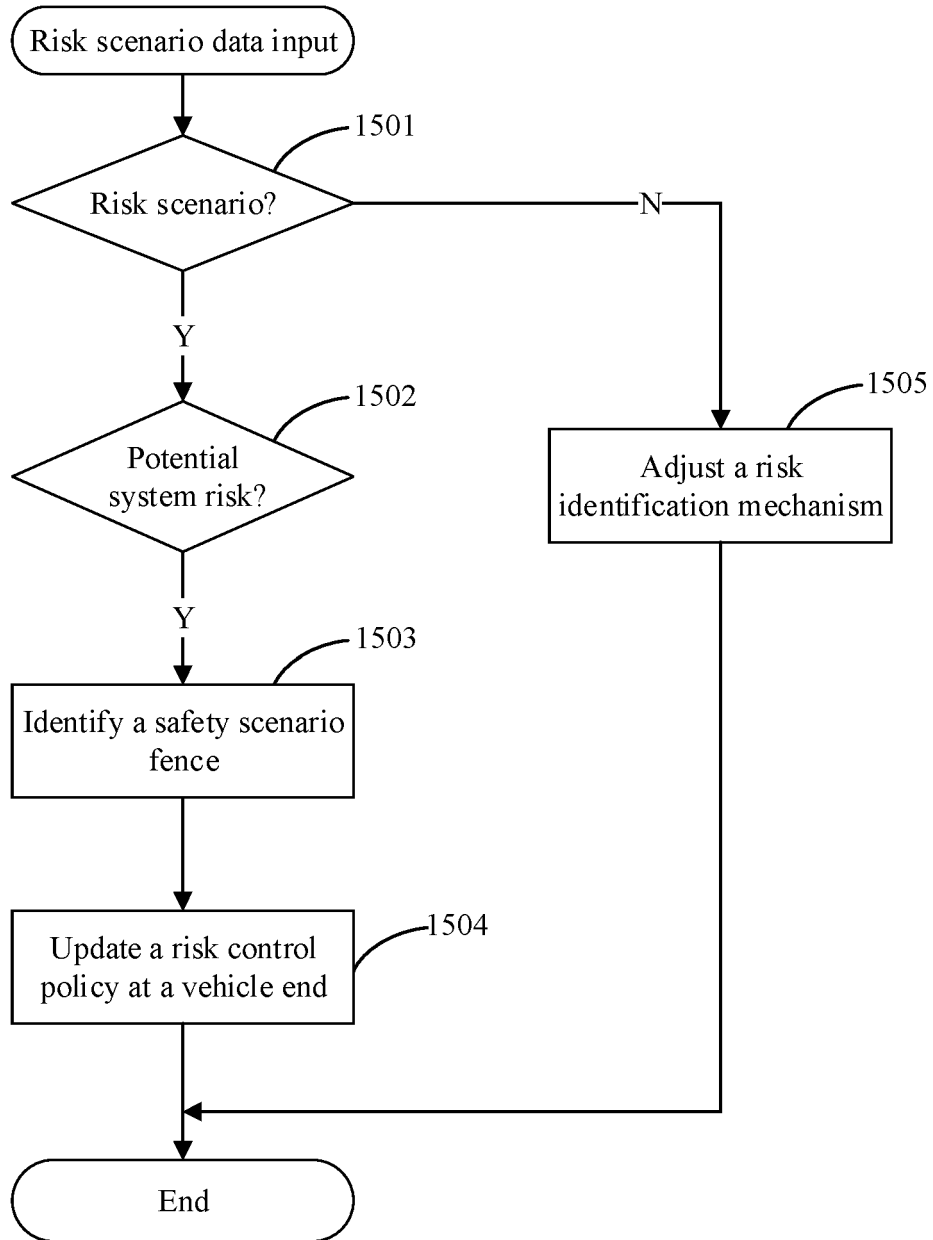 Risk scenario data input
1501
Risk scenario?
N
Y
1502
1505
Potential
system risk?
Adjust a risk
identification mechanism
Y
1503
Identify a safety scenario
fence
1504
Update a risk control
policy at a vehicle end
End